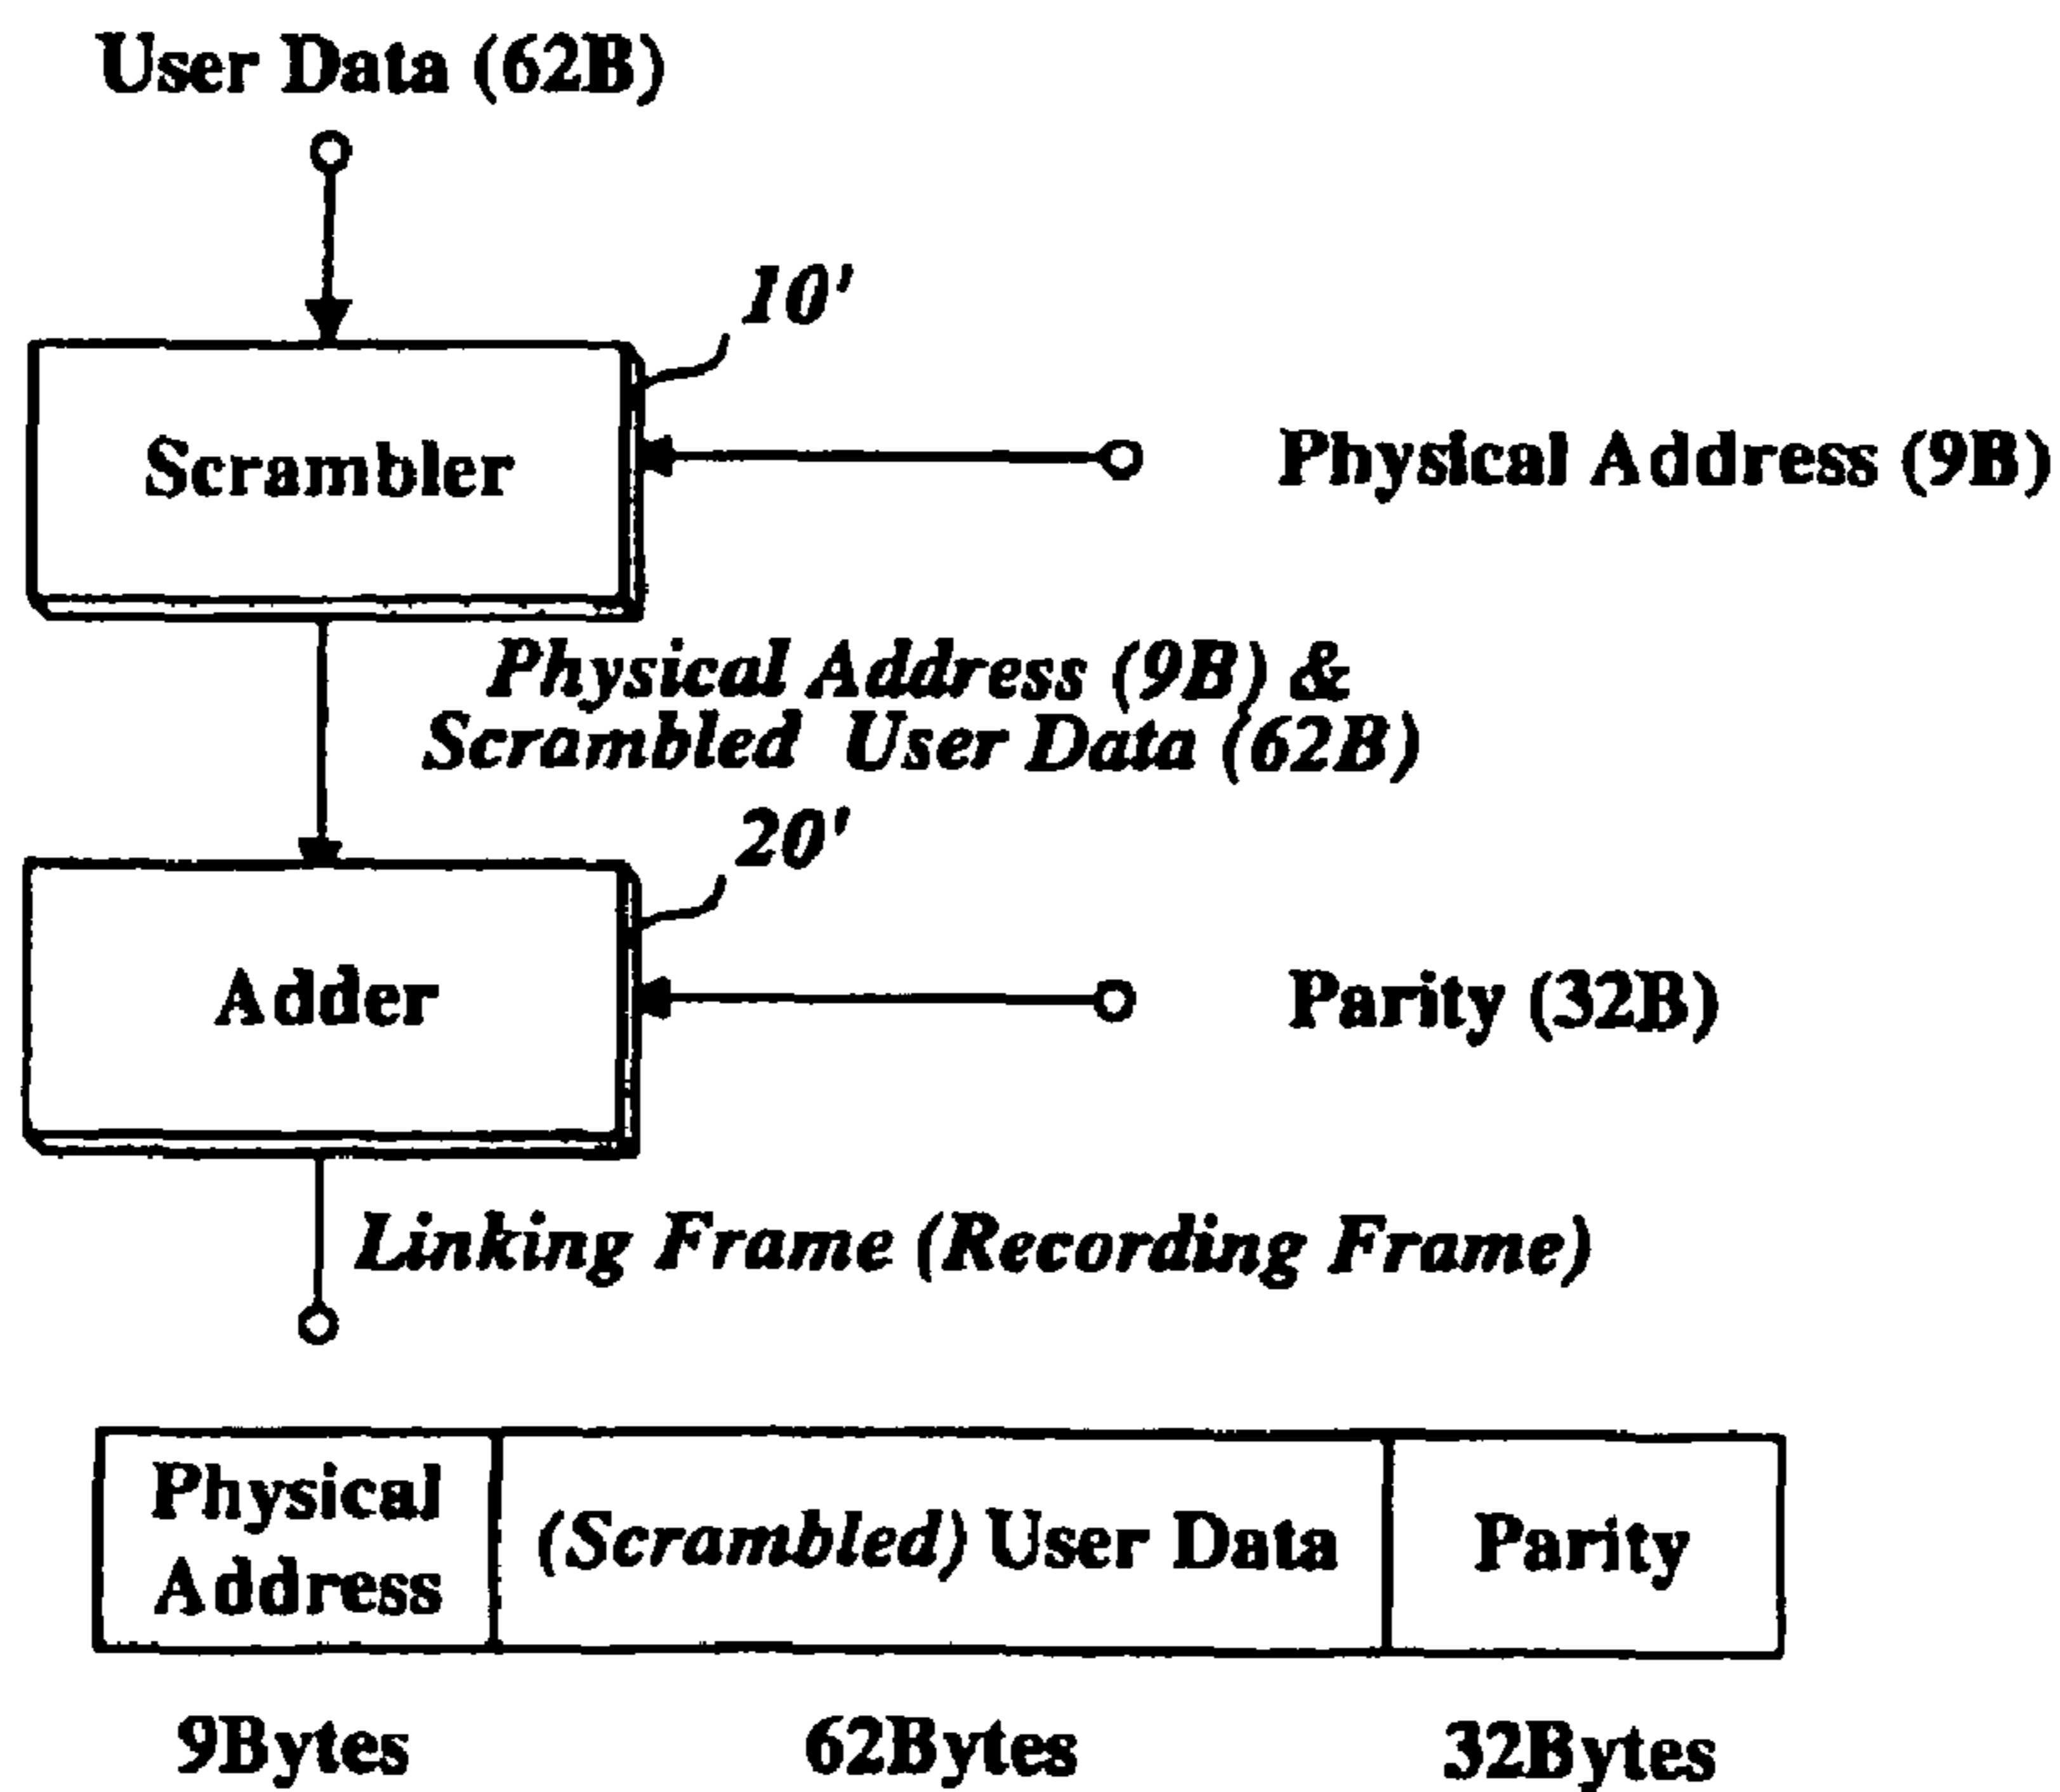 User Data (62B)
10'
Scrambler
Physical Address (9B)
Physical Address (9B) &
Scrambled User Data (62B)
20'
Adder
Parity (32B)
Linking Frame (Recording Frame)
Physical
Address
(Scrambled) User Data
Parity
9Bytes
62Bytes
32Bytes